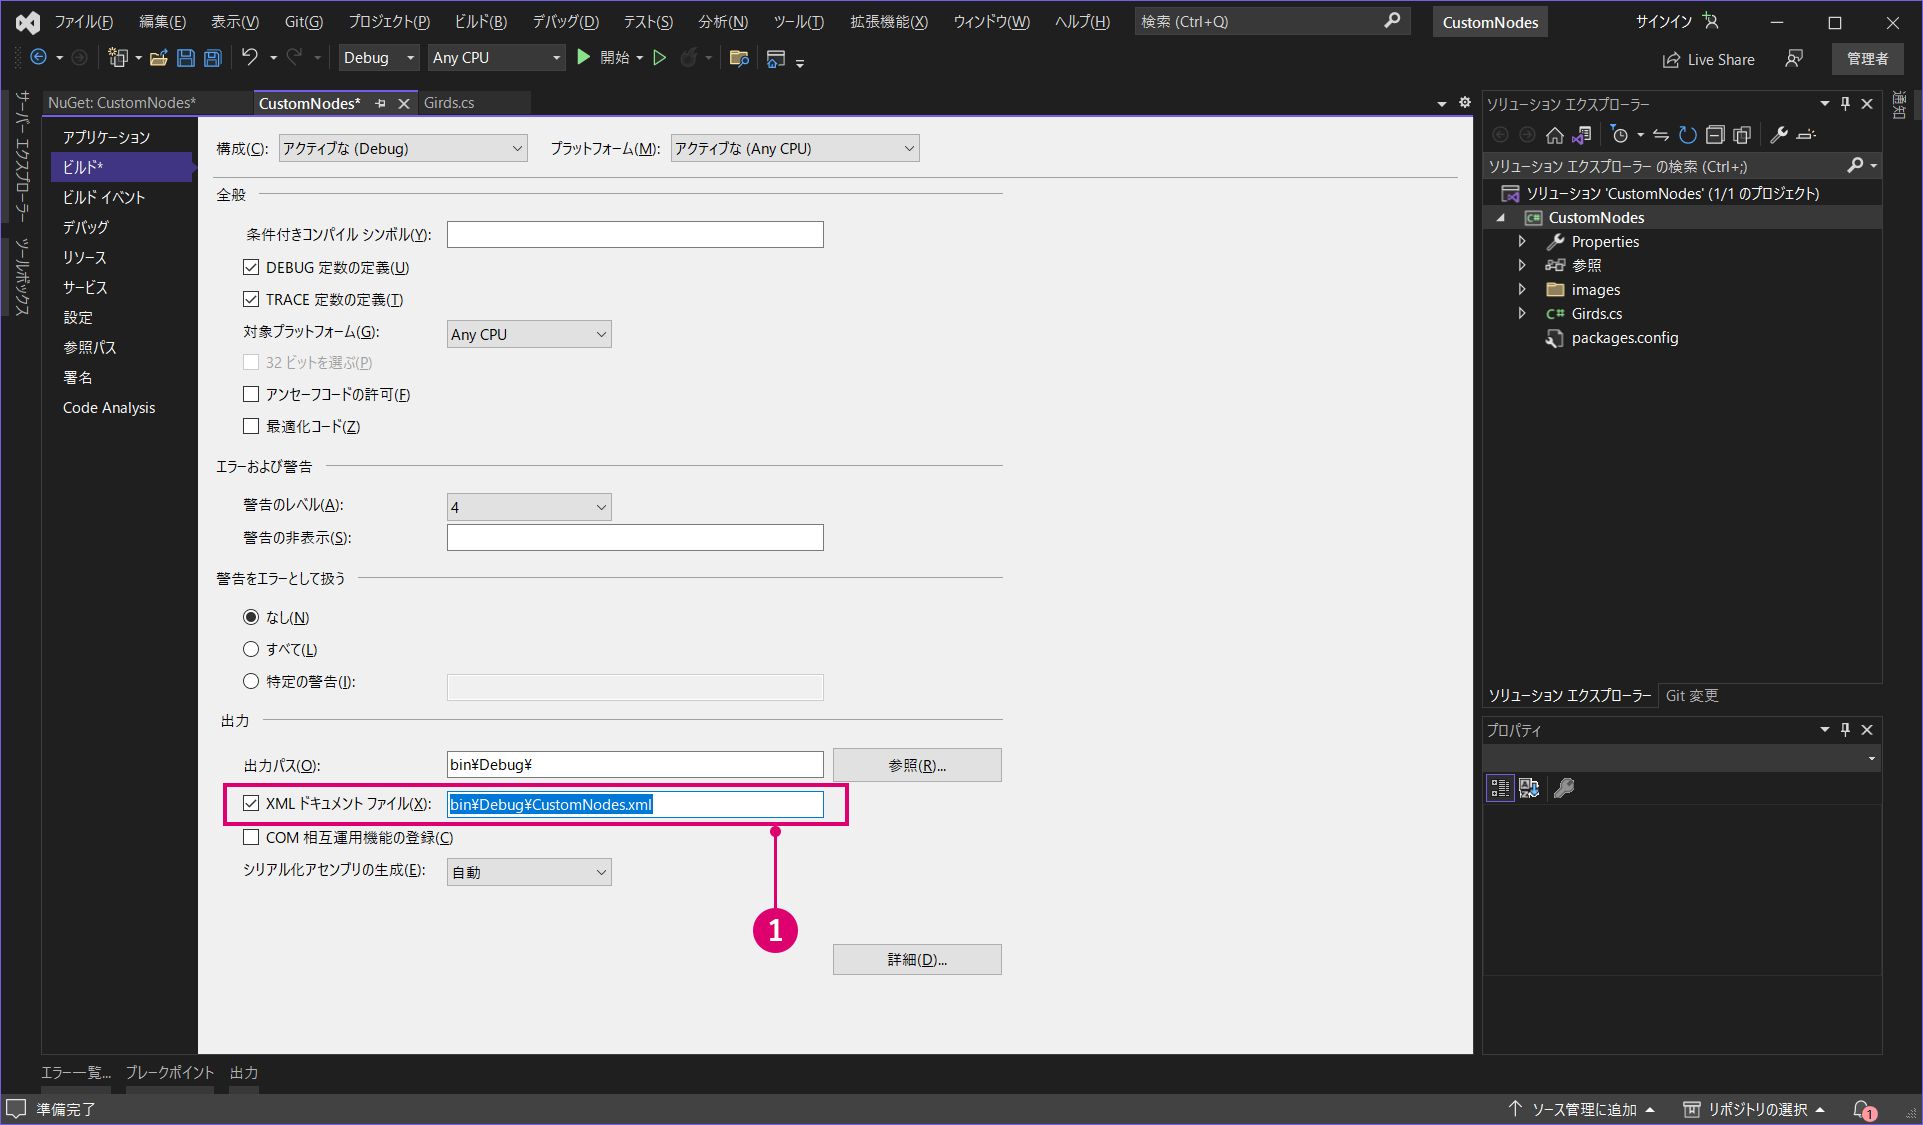 ファイル(F) 編集(E) 表示(V) Git(G) プロジェクト(P) ビルド(B) デバッグ(D) テスト(S) 分析(N) ツール(T) 拡張機能(X) ウィンドウ(W) ヘルプ(H) 検索 (Ctrl+Q) CustomNodes サインイン
Debug Any CPU 開始 Live Share 管理者
サーバー エクスプローラー
ツールボックス
NuGet: CustomNodes* CustomNodes* Girds.cs
アプリケーション
ビルド*
ビルド イベント
デバッグ
リソース
サービス
設定
参照パス
署名
Code Analysis
構成(C): アクティブな (Debug) プラットフォーム(M): アクティブな (Any CPU)
全般
条件付きコンパイル シンボル(Y):
DEBUG 定数の定義(U)
TRACE 定数の定義(T)
対象プラットフォーム(G): Any CPU
32 ビットを選ぶ(P)
アンセーフコードの許可(F)
最適化コード(Z)
エラーおよび警告
警告のレベル(A): 4
警告の非表示(S):
警告をエラーとして扱う
なし(N)
すべて(L)
特定の警告(I):
出力
出力パス(O): bin¥Debug¥ 参照(R)...
XML ドキュメント ファイル(X): bin¥Debug¥CustomNodes.xml
COM 相互運用機能の登録(C)
シリアル化アセンブリの生成(E): 自動
1
詳細(D)...
ソリューション エクスプローラー
ソリューション エクスプローラー の検索 (Ctrl+;)
ソリューション 'CustomNodes' (1/1 のプロジェクト)
C# CustomNodes
Properties
参照
images
C# Girds.cs
packages.config
ソリューション エクスプローラー Git 変更
プロパティ
通知
エラー一覧... ブレークポイント 出力
準備完了 ソース管理に追加 リポジトリの選択 1